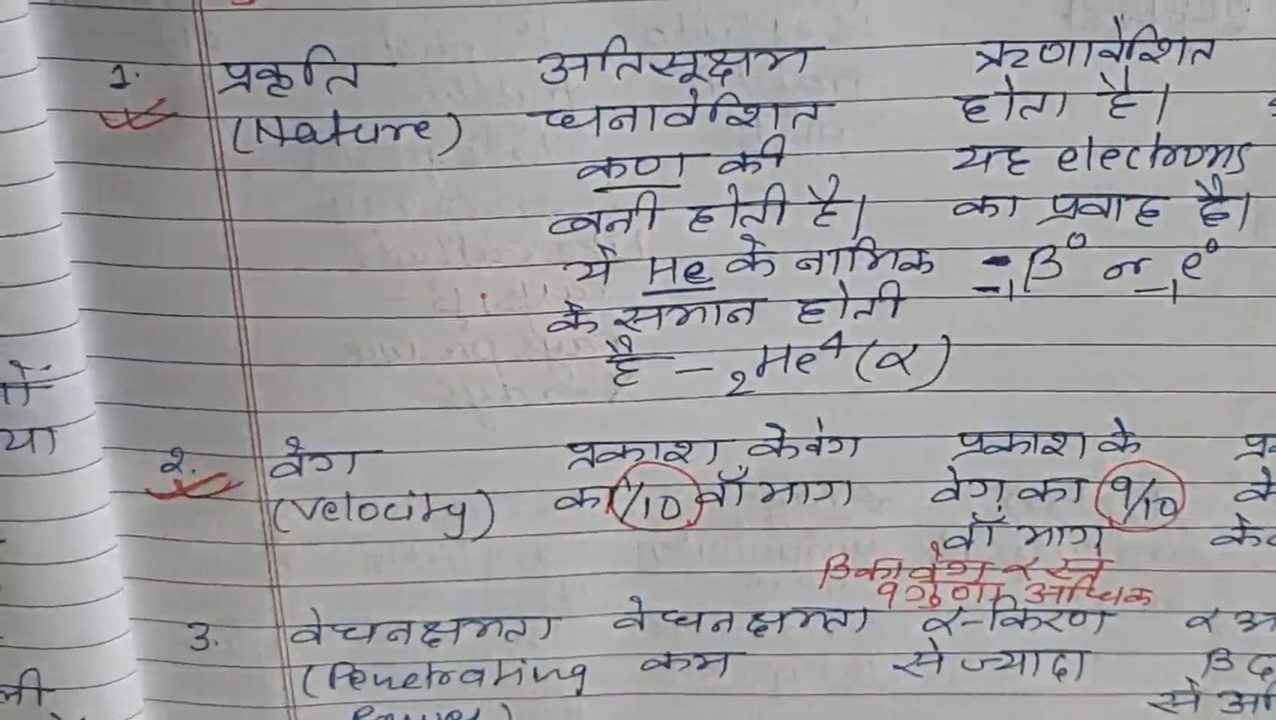 1. प्रकृति अतिसूक्षम ऋणावेशित
(Nature) धनावेशित होता है।
कण की यह electrons
बनी होती है। का प्रवाह है।
ये He के नाभिक -1β⁰ or -1e⁰
के समान होती
है - ₂He⁴(α)
में
या
2. वेग प्रकाश के वेग प्रकाश के
(velocity) का 1/10 वाँ भाग वेग का 9/10
वाँ भाग
β का वेग α से
9 गुणा अधिक
3. वेधनक्षमता वेधनक्षमता α-किरण α
(Penetrating कम से ज्यादा β
ली से